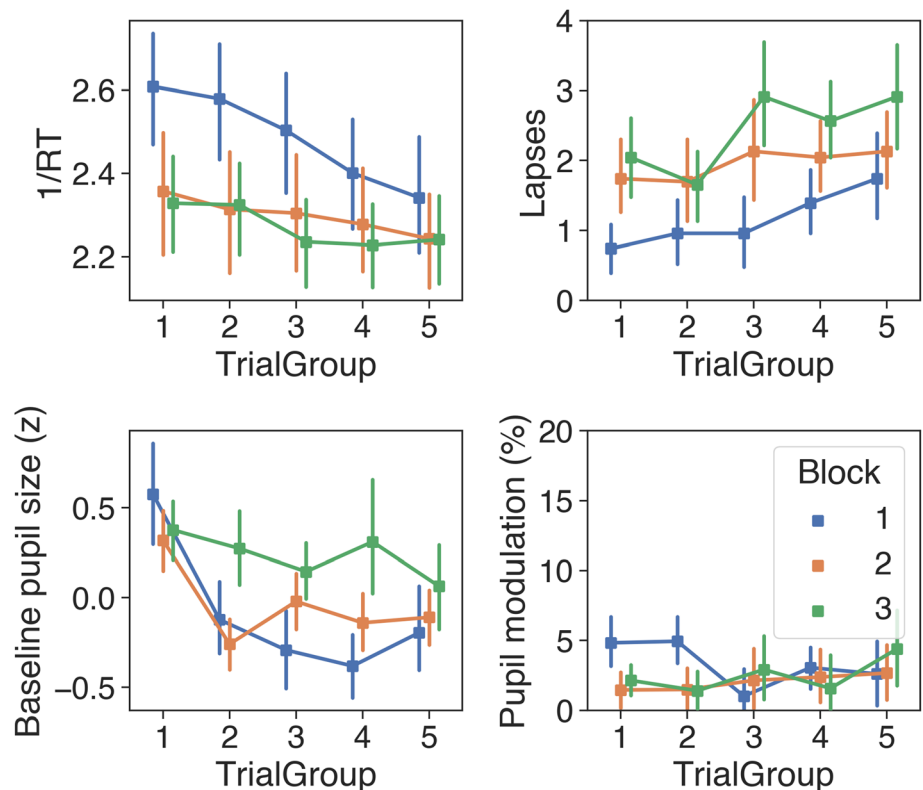 1/RT
2.6
2.4
2.2
1 2 3 4 5
TrialGroup
Lapses
4
3
2
1
0
1 2 3 4 5
TrialGroup
Baseline pupil size (z)
0.5
0.0
−0.5
1 2 3 4 5
TrialGroup
Pupil modulation (%)
20
15
10
5
0
1 2 3 4 5
TrialGroup
Block
1
2
3